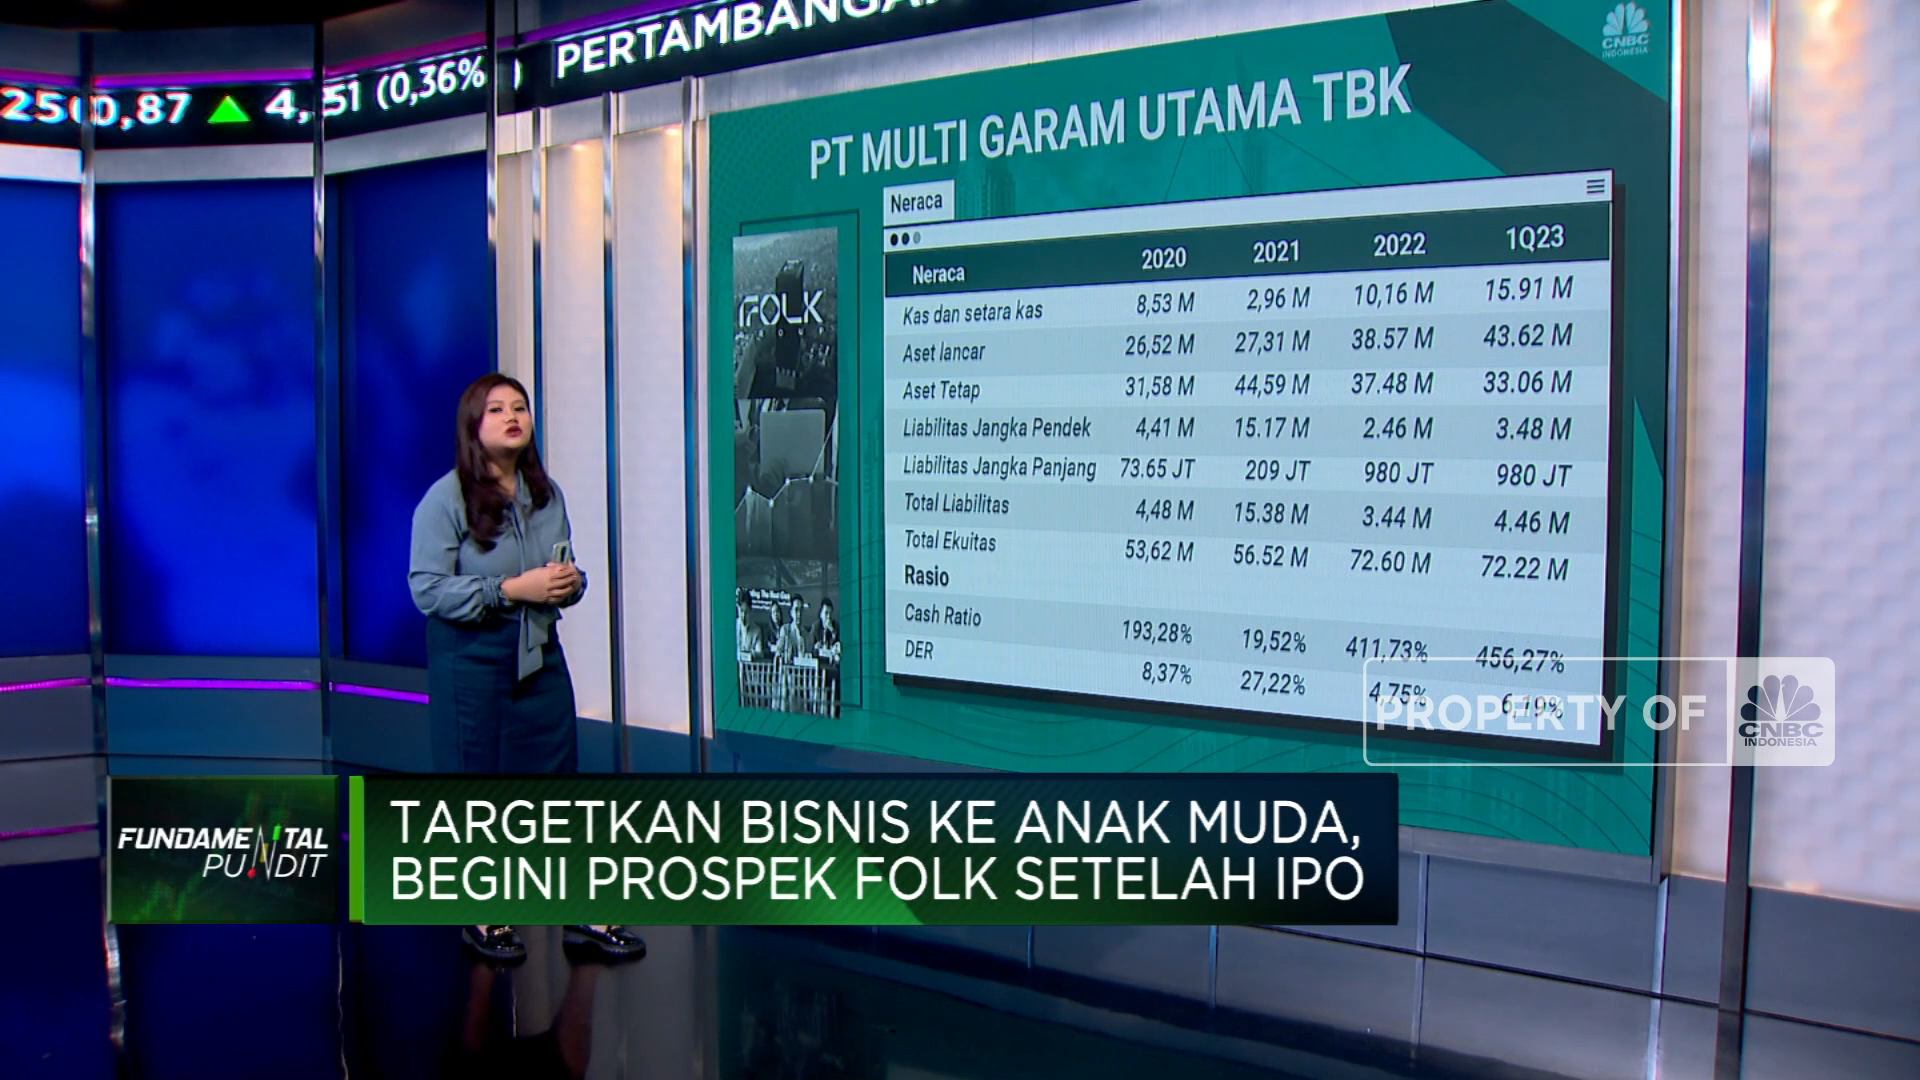 0,87 ▲ 4,51 (0,36%) PERTAMBANGA
CNBC
INDONESIA
PT MULTI GARAM UTAMA TBK
Neraca
Neraca 2020 2021 2022 1Q23
Kas dan setara kas 8,53 M 2,96 M 10,16 M 15.91 M
Aset lancar 26,52 M 27,31 M 38.57 M 43.62 M
Aset Tetap 31,58 M 44,59 M 37.48 M 33.06 M
Liabilitas Jangka Pendek 4,41 M 15.17 M 2.46 M 3.48 M
Liabilitas Jangka Panjang 73.65 JT 209 JT 980 JT 980 JT
Total Liabilitas 4,48 M 15.38 M 3.44 M 4.46 M
Total Ekuitas 53,62 M 56.52 M 72.60 M 72.22 M
Rasio
Cash Ratio 193,28% 19,52% 411,73% 456,27%
DER 8,37% 27,22% 4,75% 6,19%
FOLK
GROUP
PROPERTY OF
CNBC
INDONESIA
FUNDAMENTAL
PUNDIT
TARGETKAN BISNIS KE ANAK MUDA,
BEGINI PROSPEK FOLK SETELAH IPO